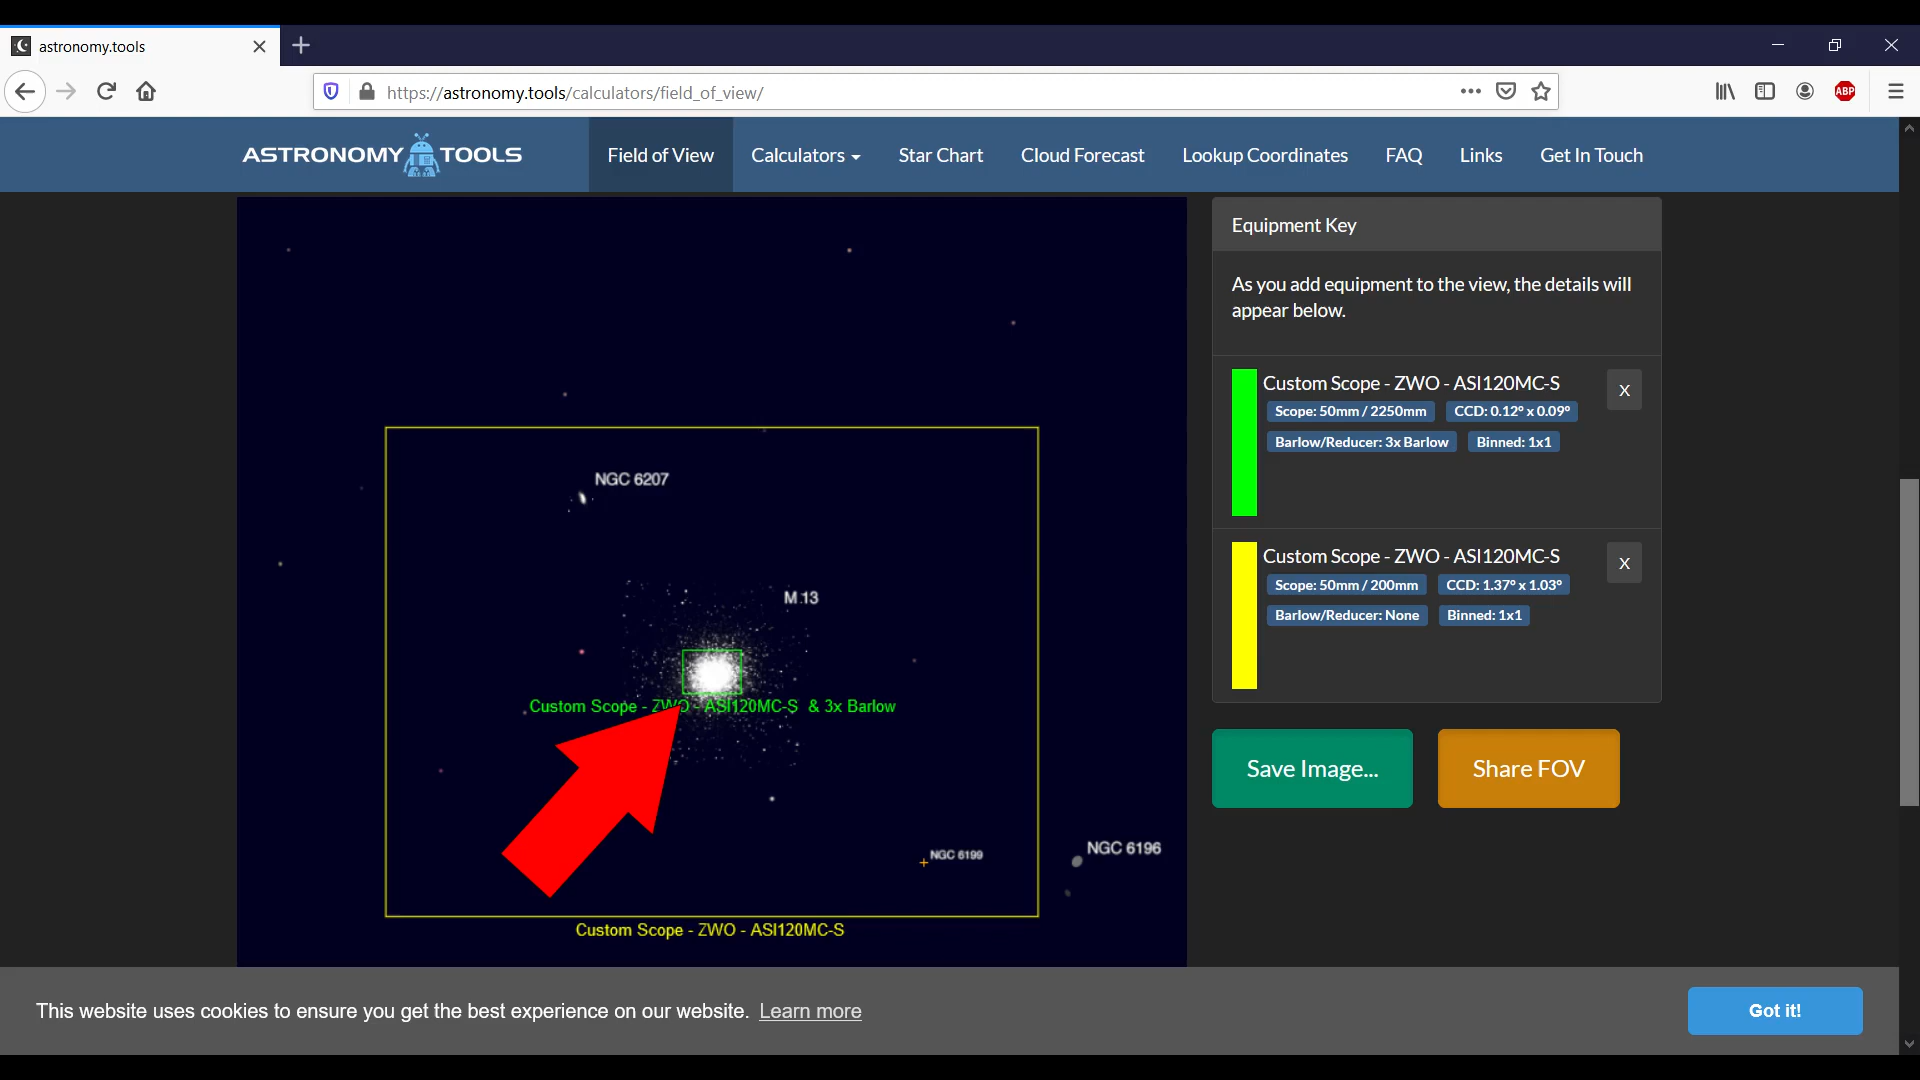 astronomy.tools
https://astronomy.tools/calculators/field_of_view/
ABP
ASTRONOMY TOOLS
Field of View
Calculators
Star Chart
Cloud Forecast
Lookup Coordinates
FAQ
Links
Get In Touch
NGC 6207
M 13
Custom Scope - ZWO - ASI120MC-S & 3x Barlow
NGC 6199
NGC 6196
Custom Scope - ZWO - ASI120MC-S
Equipment Key
As you add equipment to the view, the details will
appear below.
Custom Scope - ZWO - ASI120MC-S
X
Scope: 50mm / 2250mm
CCD: 0.12° x 0.09°
Barlow/Reducer: 3x Barlow
Binned: 1x1
Custom Scope - ZWO - ASI120MC-S
X
Scope: 50mm / 200mm
CCD: 1.37° x 1.03°
Barlow/Reducer: None
Binned: 1x1
Save Image...
Share FOV
This website uses cookies to ensure you get the best experience on our website. Learn more
Got it!